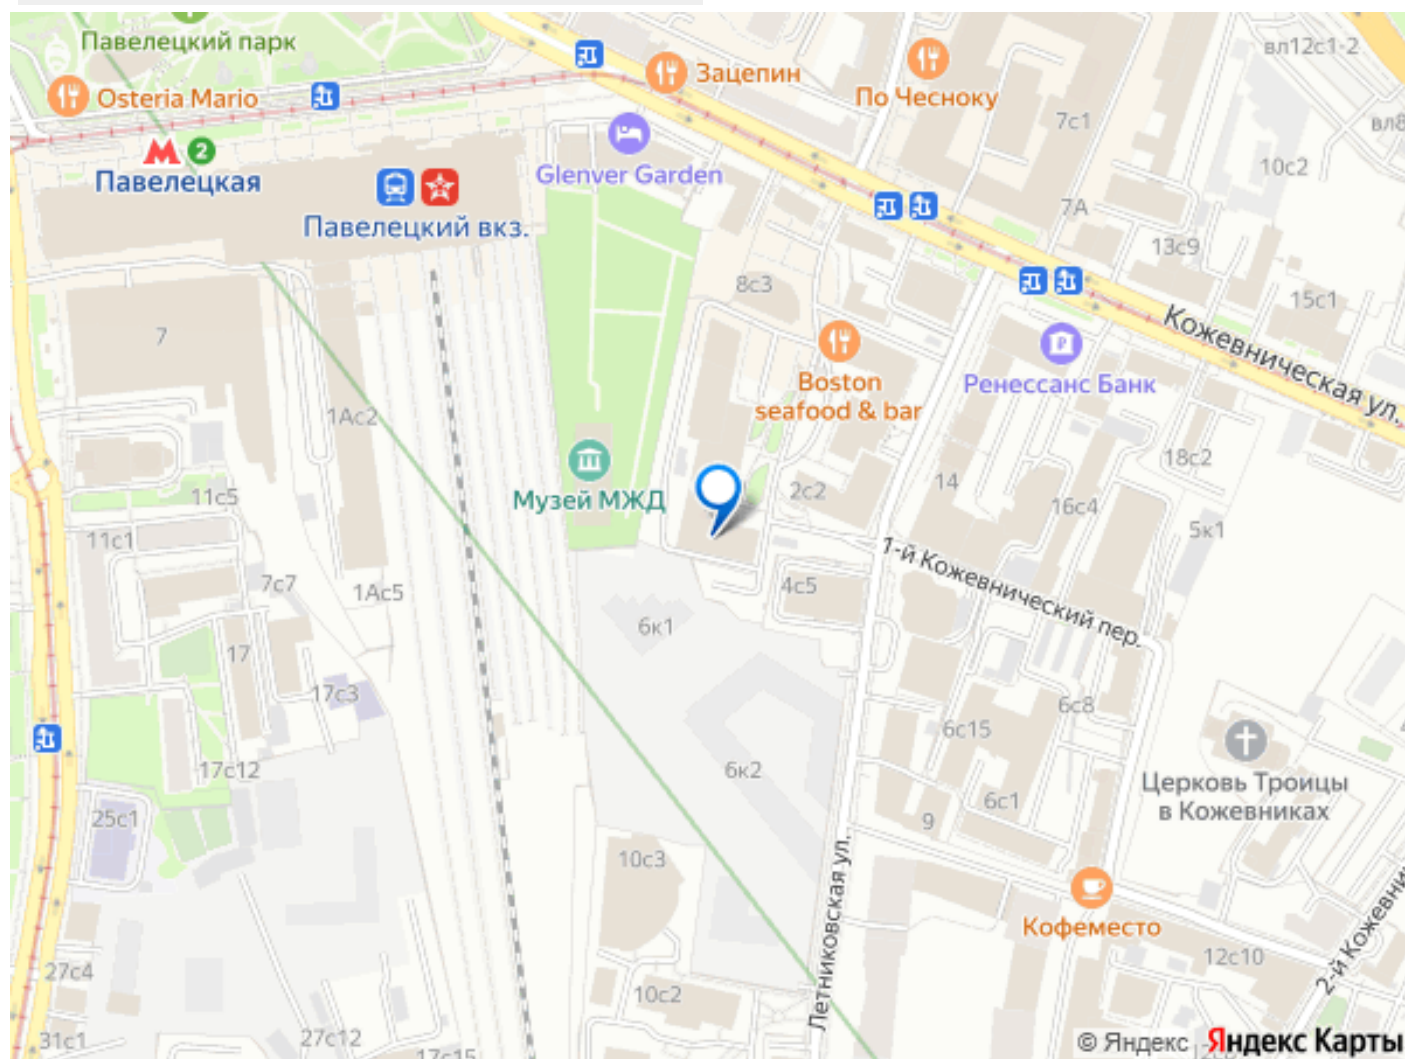 Павелецкий парк
Osteria Mario
Зацепин
По Чесноку
вл12с1-2
7с1
10с2
2
Павелецкая
Glenver Garden
Павелецкий вкз.
7А
13с9
15с1
8с3
7
Кожевническая ул.
Boston
seafood & bar
Ренессанс Банк
1Ас2
Музей МЖД
11с5
2с2
14
18с2
16с4
5к1
11с1
7с7
1Ас5
4с5
1-й Кожевнический пер.
6к1
17
17с3
6с8
6с15
Церковь Троицы
в Кожевниках
17с12
6к2
6с1
9
25с1
10с3
Летниковская ул.
Кофеместо
12с10
27с4
10с2
31с1
27с12
17с15
© Яндекс
Яндекс Карты